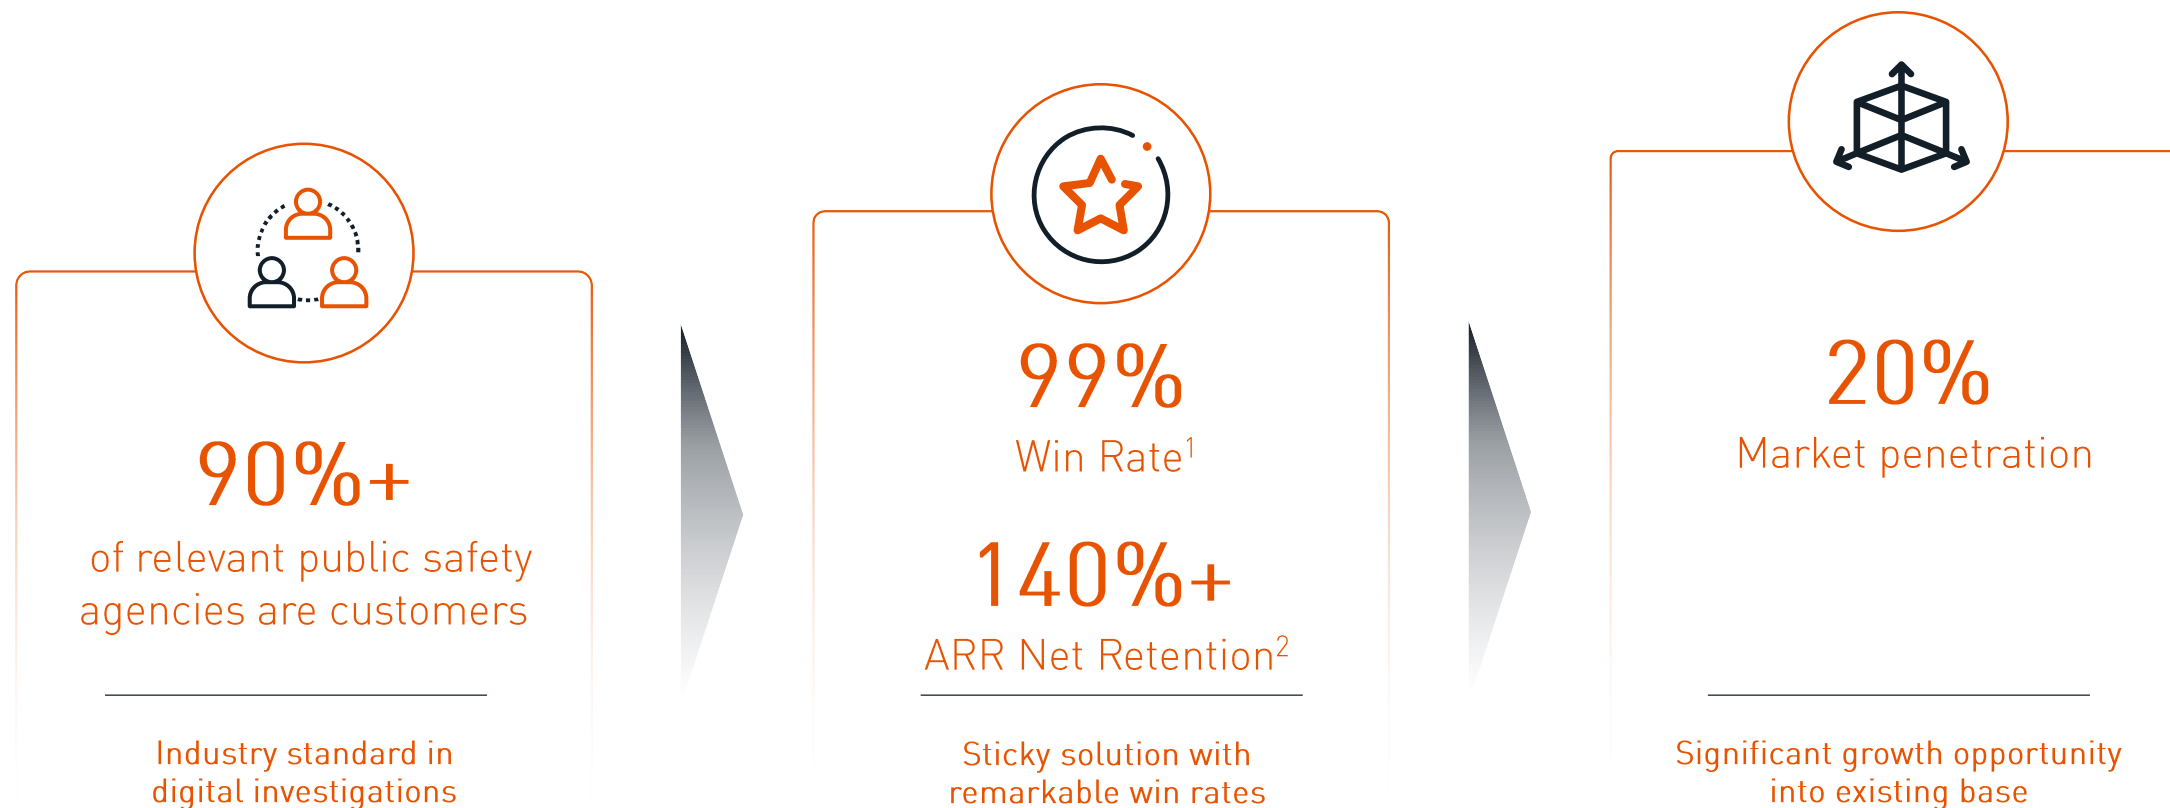 90%+
of relevant public safety
agencies are customers
Industry standard in
digital investigations
99%
Win Rate¹
140%+
ARR Net Retention²
Sticky solution with
remarkable win rates
20%
Market penetration
Significant growth opportunity
into existing base